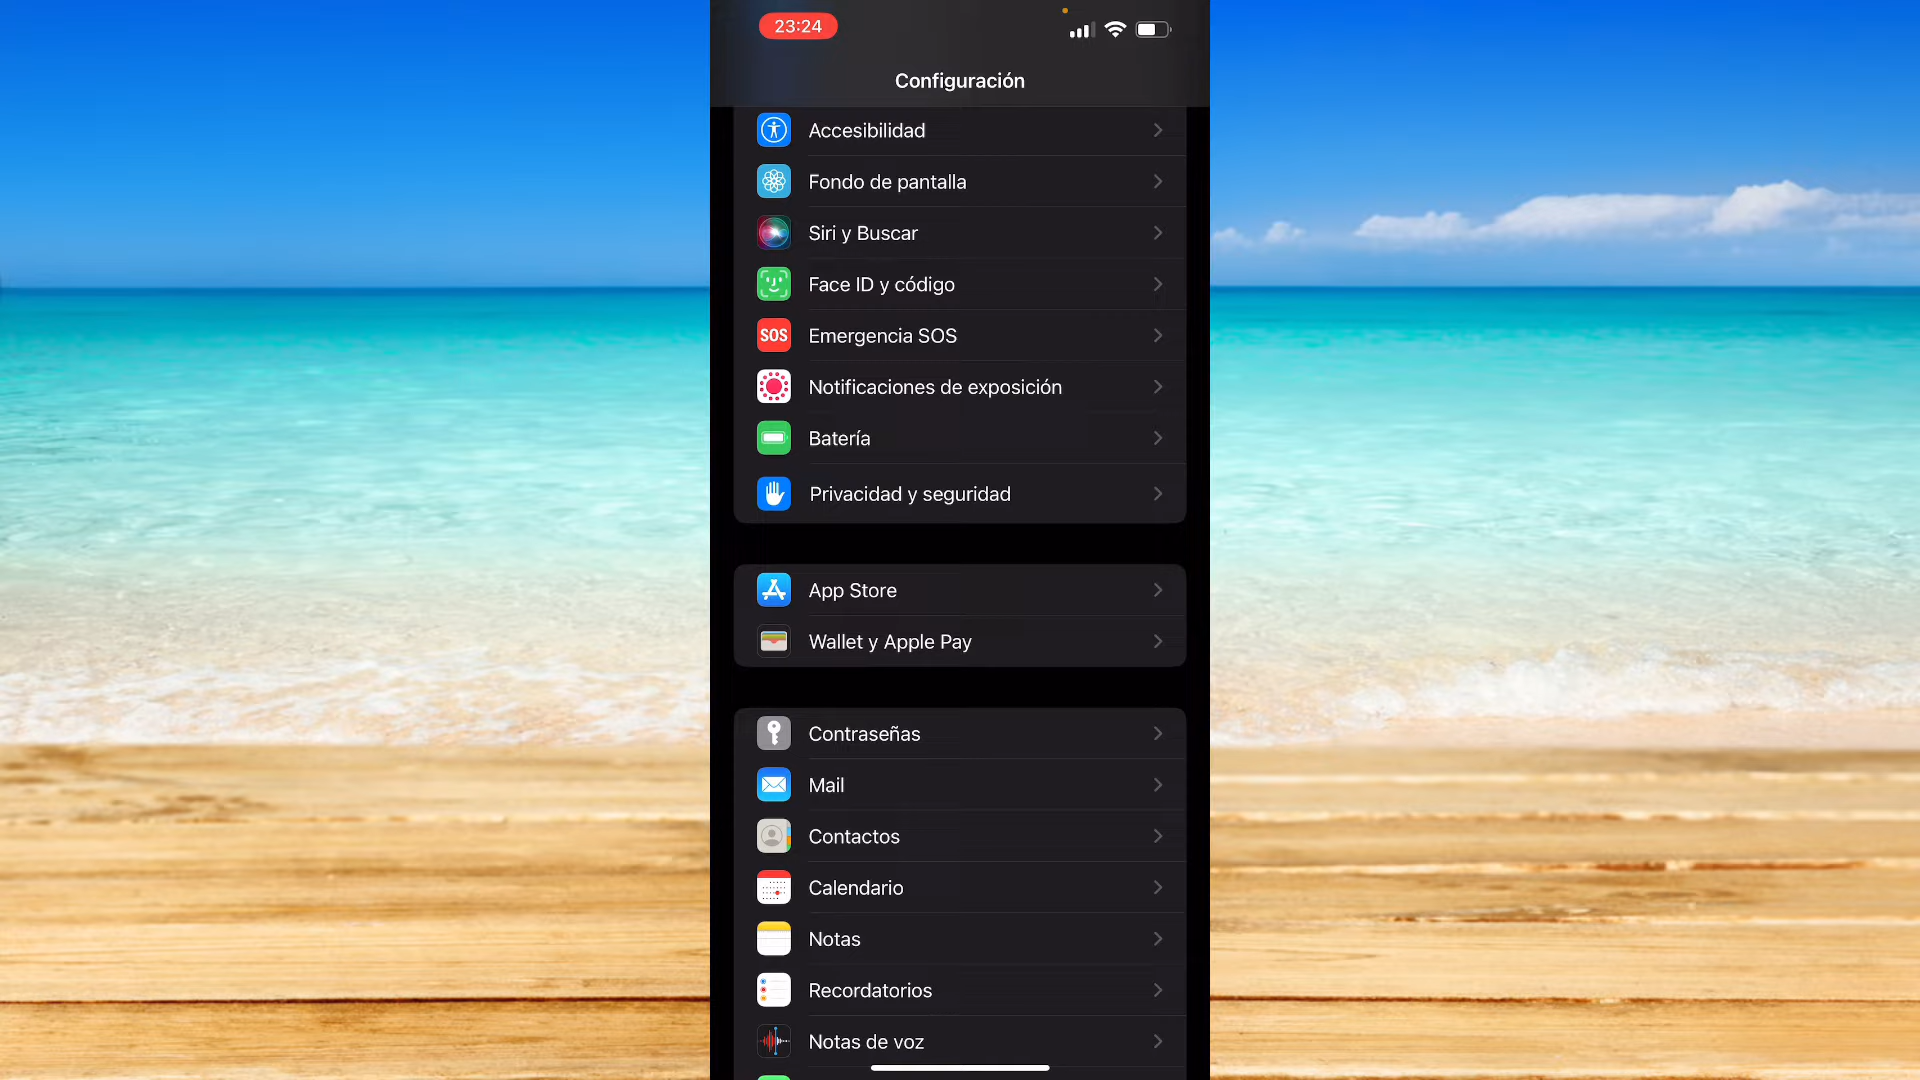 23:24
Configuración
Accesibilidad
Fondo de pantalla
Siri y Buscar
Face ID y código
SOS Emergencia SOS
Notificaciones de exposición
Batería
Privacidad y seguridad
App Store
Wallet y Apple Pay
Contraseñas
Mail
Contactos
Calendario
Notas
Recordatorios
Notas de voz